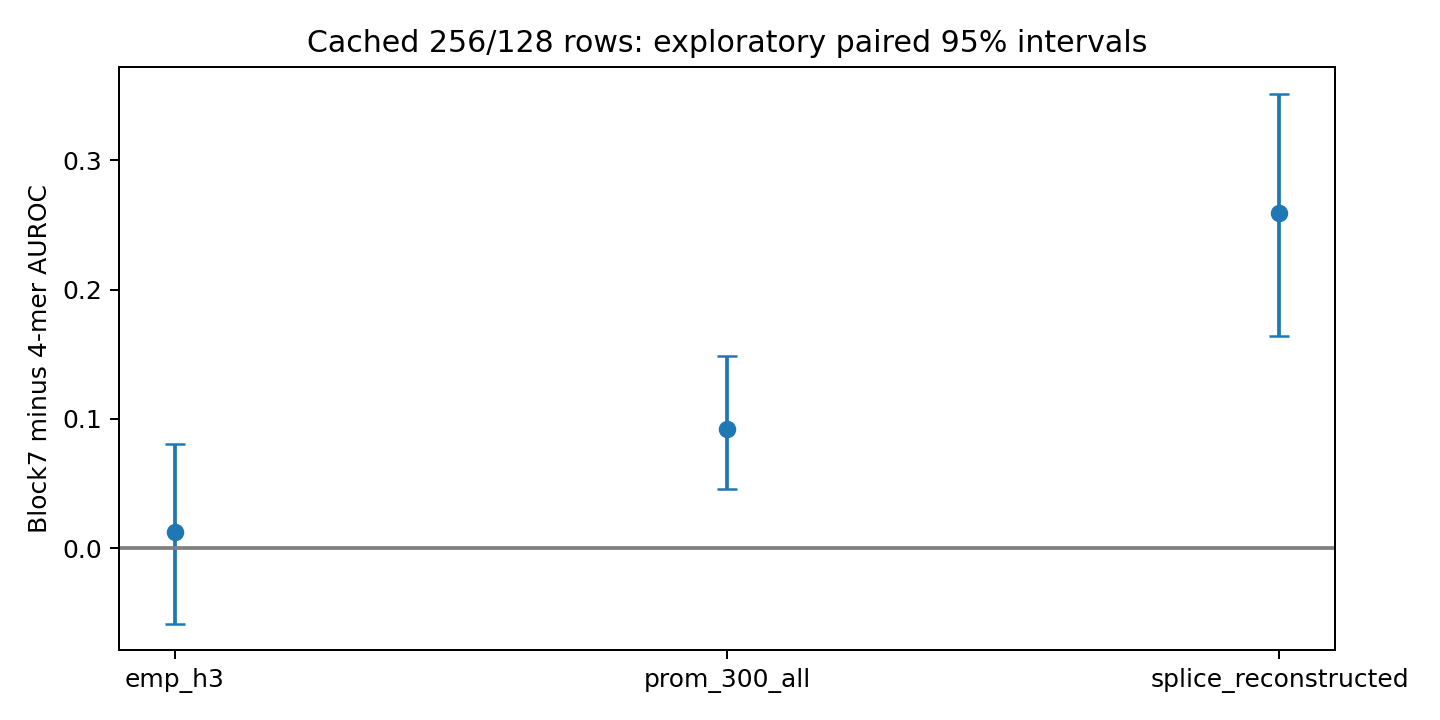 Cached 256/128 rows: exploratory paired 95% intervals
Block7 minus 4-mer AUROC
0.3
0.2
0.1
0.0
emp_h3
prom_300_all
splice_reconstructed